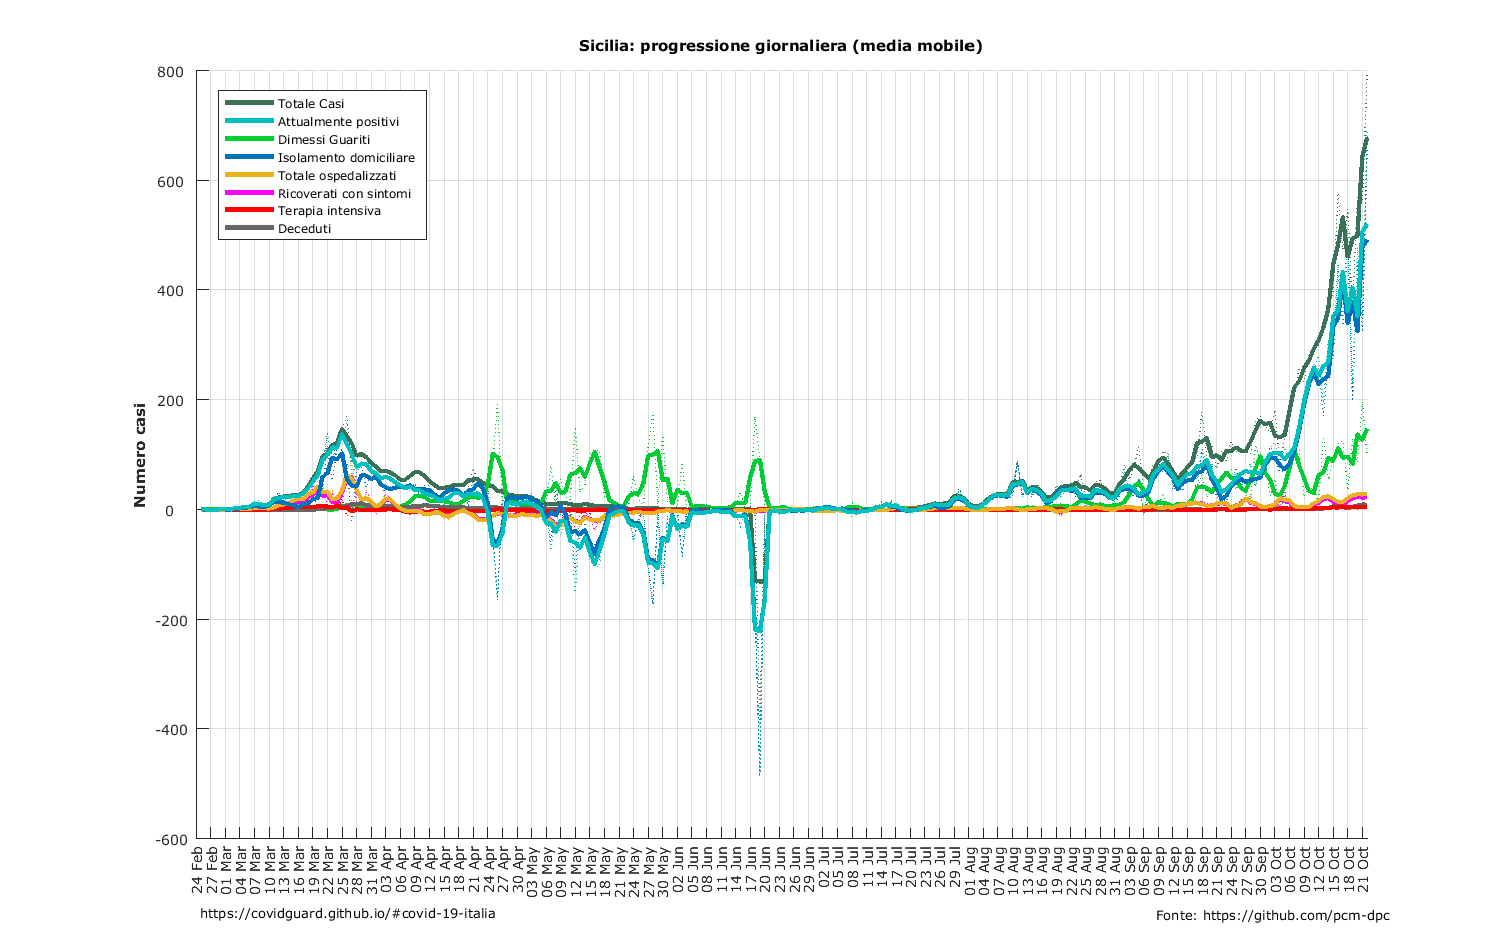 Sicilia: progressione giornaliera (media mobile)
800
600
400
200
0
-200
-400
-600
Numero casi
Totale Casi
Attualmente positivi
Dimessi Guariti
Isolamento domiciliare
Totale ospedalizzati
Ricoverati con sintomi
Terapia intensiva
Deceduti
24 Feb
27 Feb
01 Mar
04 Mar
07 Mar
10 Mar
13 Mar
16 Mar
19 Mar
22 Mar
25 Mar
28 Mar
31 Mar
03 Apr
06 Apr
09 Apr
12 Apr
15 Apr
18 Apr
21 Apr
24 Apr
27 Apr
30 Apr
03 May
06 May
09 May
12 May
15 May
18 May
21 May
24 May
27 May
30 May
02 Jun
05 Jun
08 Jun
11 Jun
14 Jun
17 Jun
20 Jun
23 Jun
26 Jun
29 Jun
02 Jul
05 Jul
08 Jul
11 Jul
14 Jul
17 Jul
20 Jul
23 Jul
26 Jul
29 Jul
01 Aug
04 Aug
07 Aug
10 Aug
13 Aug
16 Aug
19 Aug
22 Aug
25 Aug
28 Aug
31 Aug
03 Sep
06 Sep
09 Sep
12 Sep
15 Sep
18 Sep
21 Sep
24 Sep
27 Sep
30 Sep
03 Oct
06 Oct
09 Oct
12 Oct
15 Oct
18 Oct
21 Oct
https://covidguard.github.io/#covid-19-italia
Fonte: https://github.com/pcm-dpc